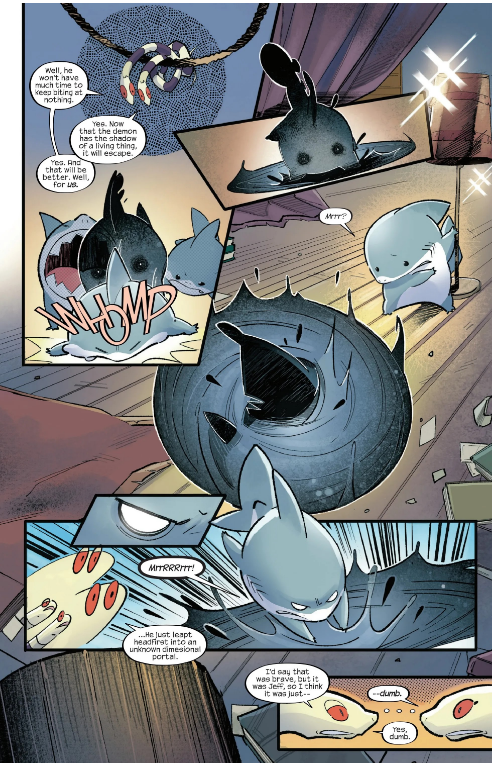 Well, he
won't have
much time to
keep biting at
nothing.
Yes. Now
that the demon
has the shadow
of a living thing,
it will escape.
Yes. And
that will be
better. Well,
for us.
WHOMP
Mrrr?
MrrRRRrrr!
...He just leapt
headfirst into an
unknown dimesional
portal.
I'd say that
was brave, but it
was Jeff, so I think
it was just--
--dumb.
. . .
Yes,
dumb.